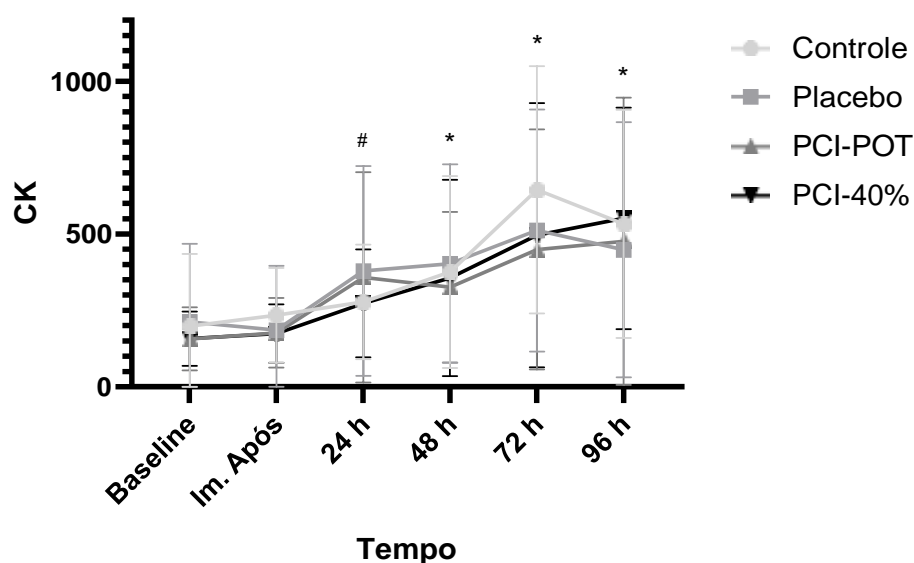 CK
1000
500
0
#
*
*
*
Baseline
Im. Após
24 h
48 h
72 h
96 h
Tempo
Controle
Placebo
PCI-POT
PCI-40%